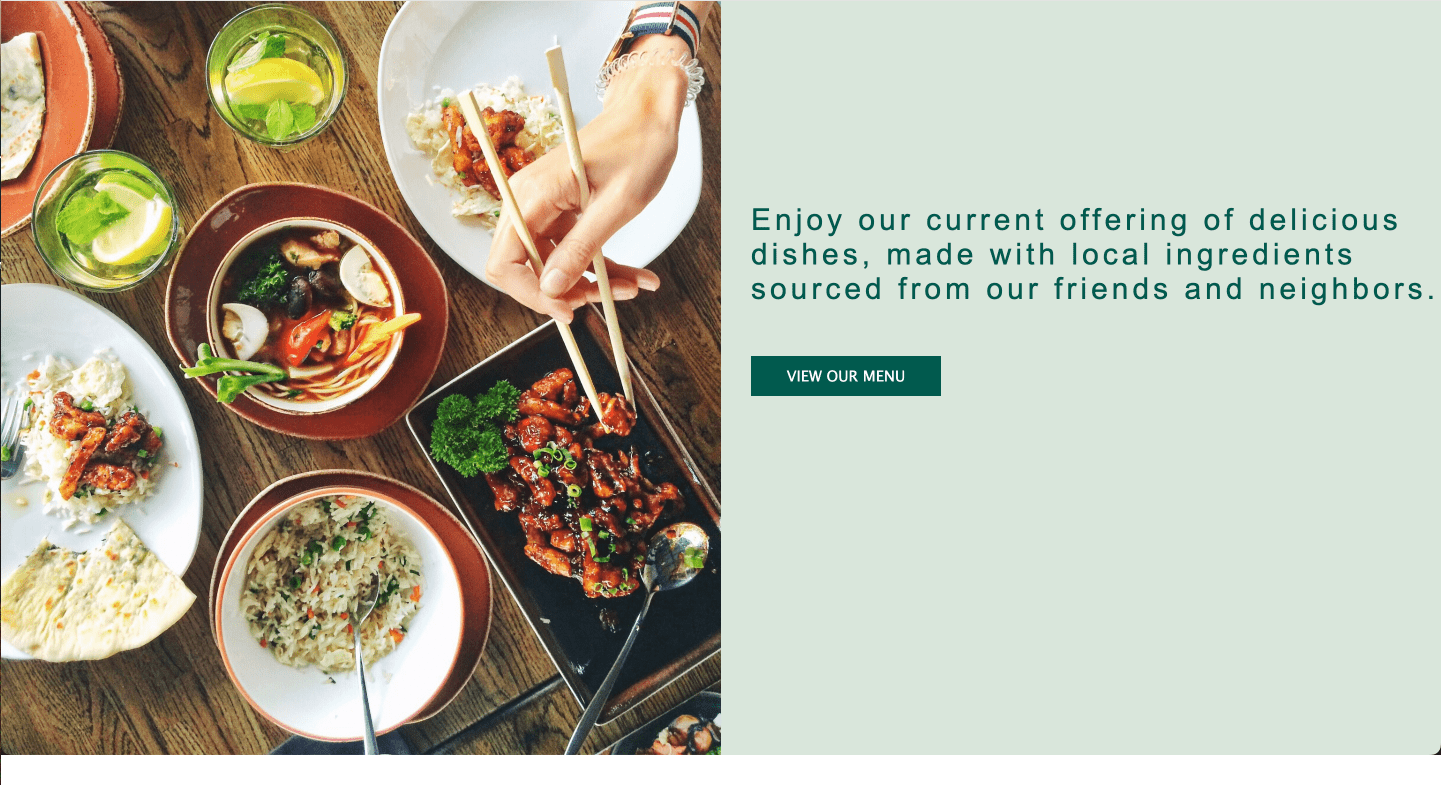 Enjoy our current offering of delicious
dishes, made with local ingredients
sourced from our friends and neighbors.
VIEW OUR MENU